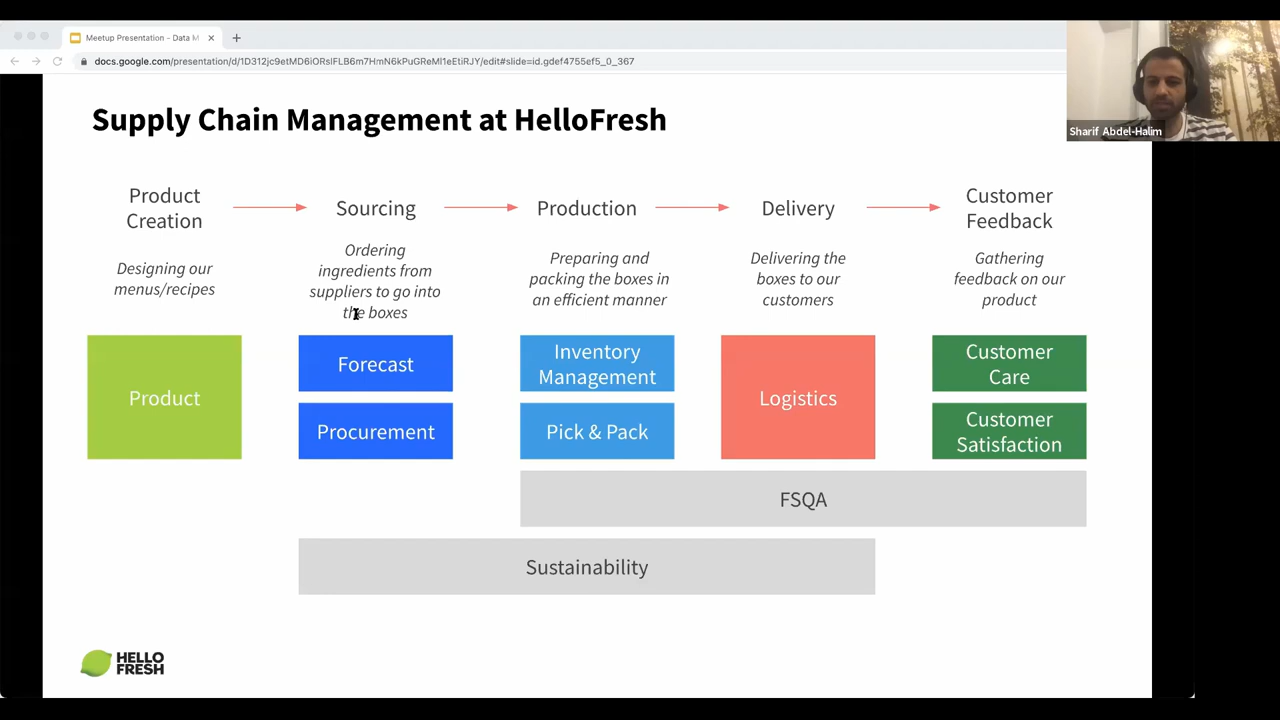 Meetup Presentation - Data M
docs.google.com/presentation/d/1D312jc9etMD6iORsIFLB6m7HmN6kPuGReMl1eEtiRJY/edit#slide=id.gdef4755ef5_0_367
Sharif Abdel-Halim
Supply Chain Management at HelloFresh
Product
Creation
Sourcing
Production
Delivery
Customer
Feedback
Designing our
menus/recipes
Ordering
ingredients from
suppliers to go into
the boxes
Preparing and
packing the boxes in
an efficient manner
Delivering the
boxes to our
customers
Gathering
feedback on our
product
Product
Forecast
Procurement
Inventory
Management
Pick & Pack
Logistics
Customer
Care
Customer
Satisfaction
FSQA
Sustainability
HELLO
FRESH